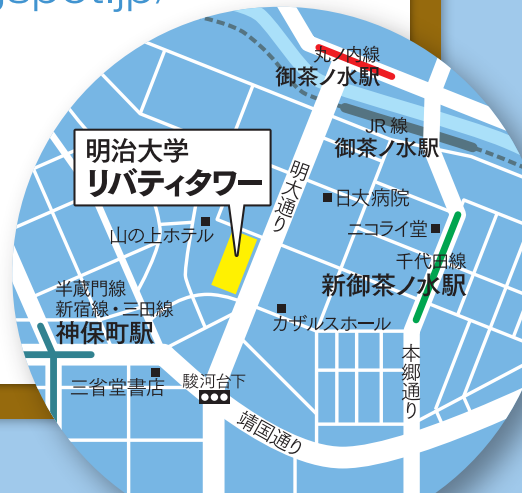 gspot.jp/
丸ノ内線
御茶ノ水駅
JR線
御茶ノ水駅
明治大学
リバティタワー
明大通り
日大病院
山の上ホテル
ニコライ堂
千代田線
新御茶ノ水駅
半蔵門線
新宿線・三田線
神保町駅
カザルスホール
本郷通り
三省堂書店
駿河台下
靖国通り